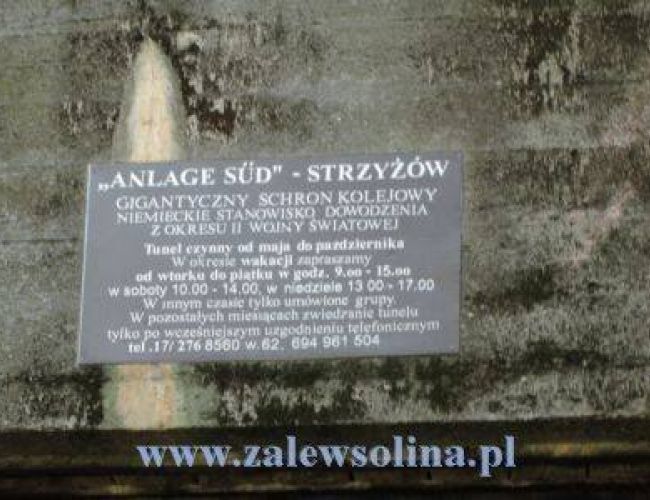 „ANLAGE SÜD" - STRZYŻÓW
GIGANTYCZNY SCHRON KOLEJOWY
NIEMIECKIE STANOWISKO DOWODZENIA
Z OKRESU II WOJNY ŚWIATOWEJ
Tunel czynny od maja do października
W okresie wakacji zapraszamy
od wtorku do piątku w godz. 9.00 - 15.00
w soboty 10.00 - 14.00, w niedziele 13.00 - 17.00
W innym czasie tylko umówione grupy.
W pozostałych miesiącach zwiedzanie tunelu
tylko po wcześniejszym uzgodnieniu telefonicznym
tel .17/ 276 8560 w.62, 694 961 504
www.zalewsolina.pl